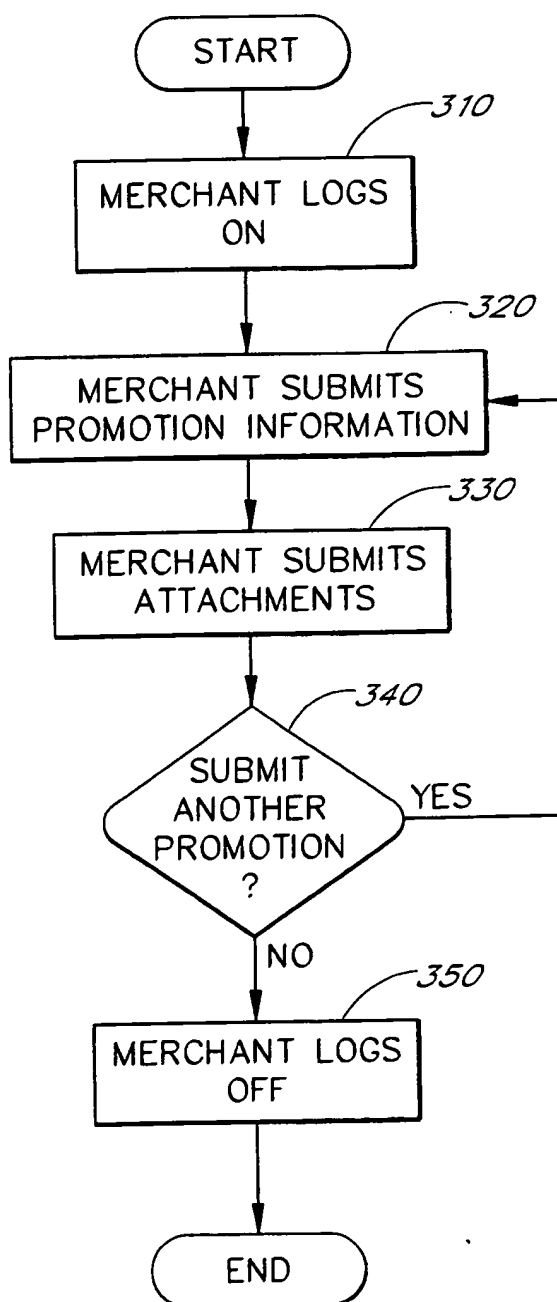 START
310
MERCHANT LOGS
ON
320
MERCHANT SUBMITS
PROMOTION INFORMATION
330
MERCHANT SUBMITS
ATTACHMENTS
340
SUBMIT
ANOTHER
PROMOTION
?
YES
NO
350
MERCHANT LOGS
OFF
END